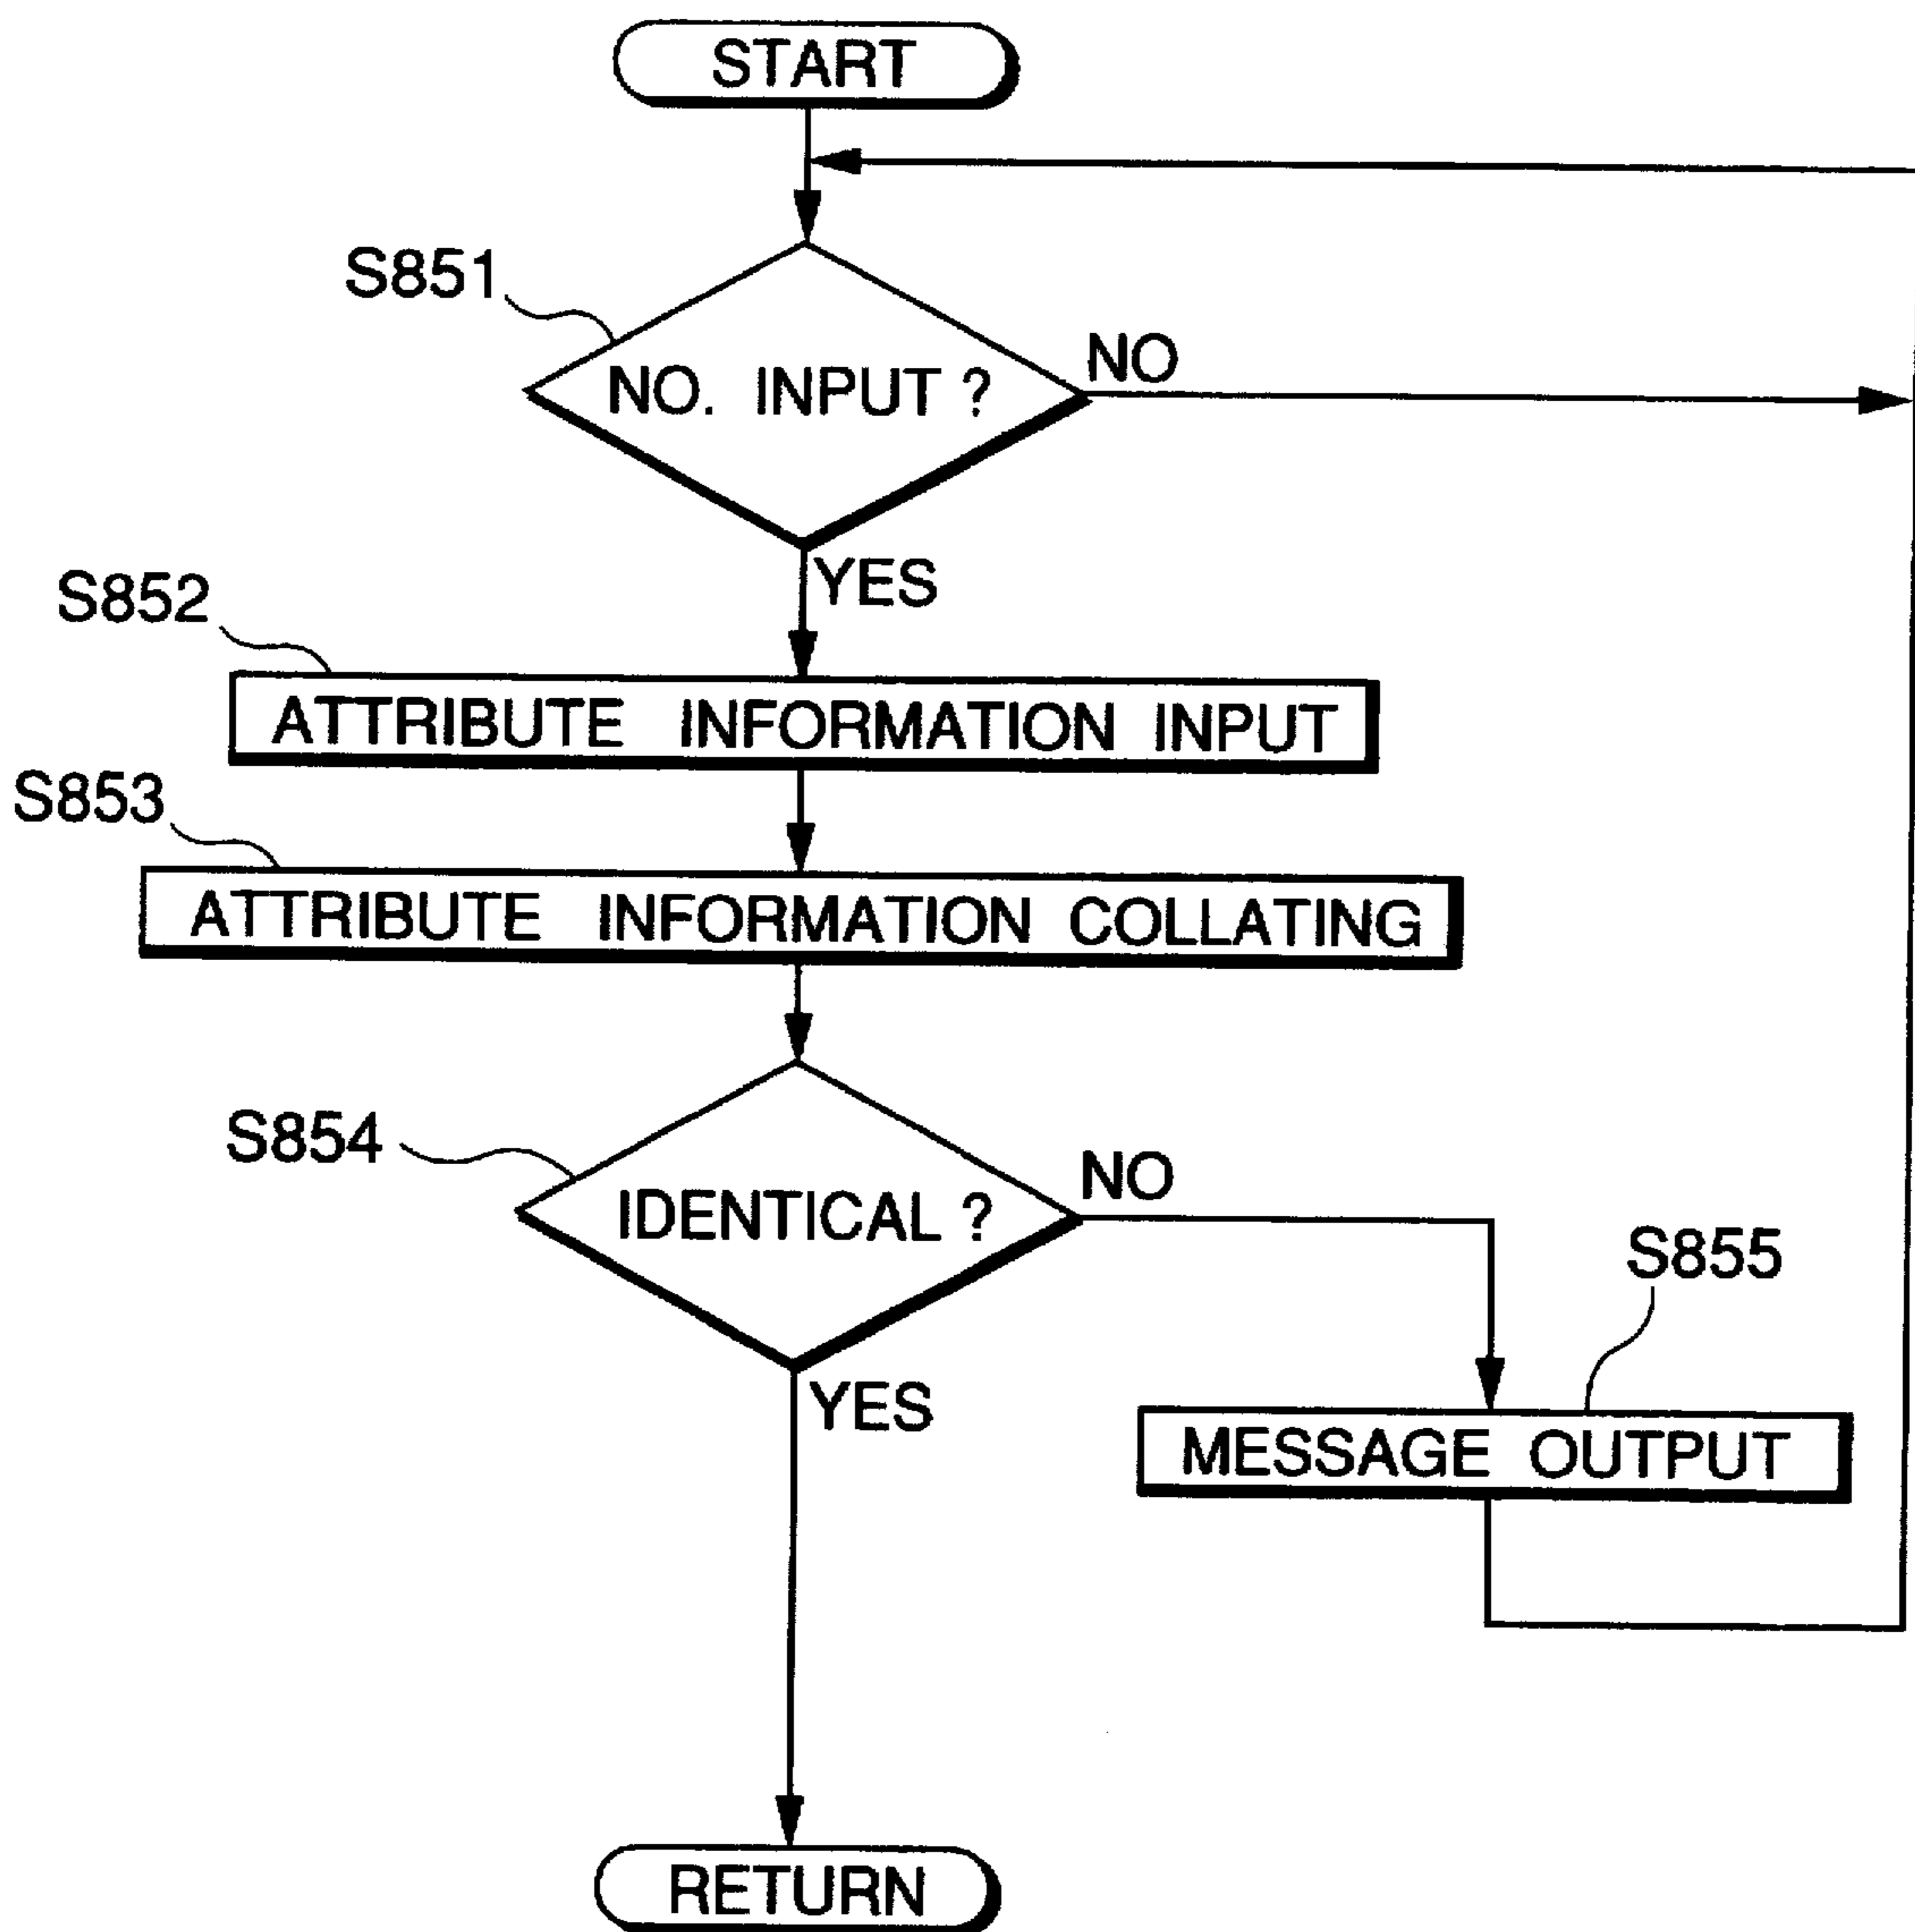 START
S851
NO. INPUT ?
NO
YES
S852
ATTRIBUTE INFORMATION INPUT
S853
ATTRIBUTE INFORMATION COLLATING
S854
IDENTICAL ?
NO
S855
YES
MESSAGE OUTPUT
RETURN